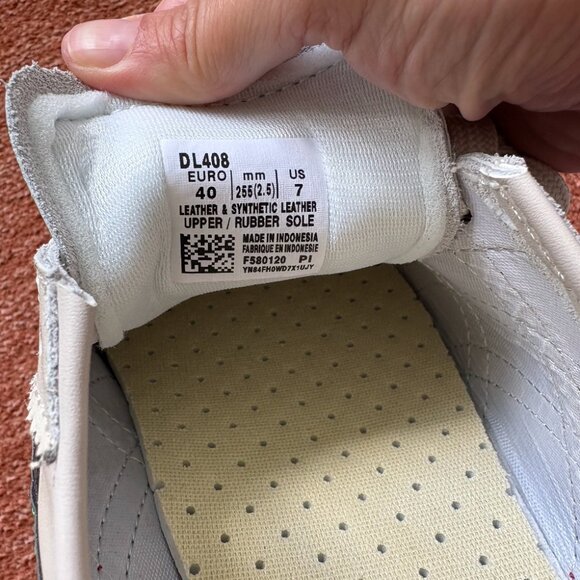 DL408
EURO mm US
40 255(2.5) 7
LEATHER & SYNTHETIC LEATHER
UPPER / RUBBER SOLE
MADE IN INDONESIA
FABRIQUE EN INDONESIE
F580120 PI
YN84FH0WD7X1UJY